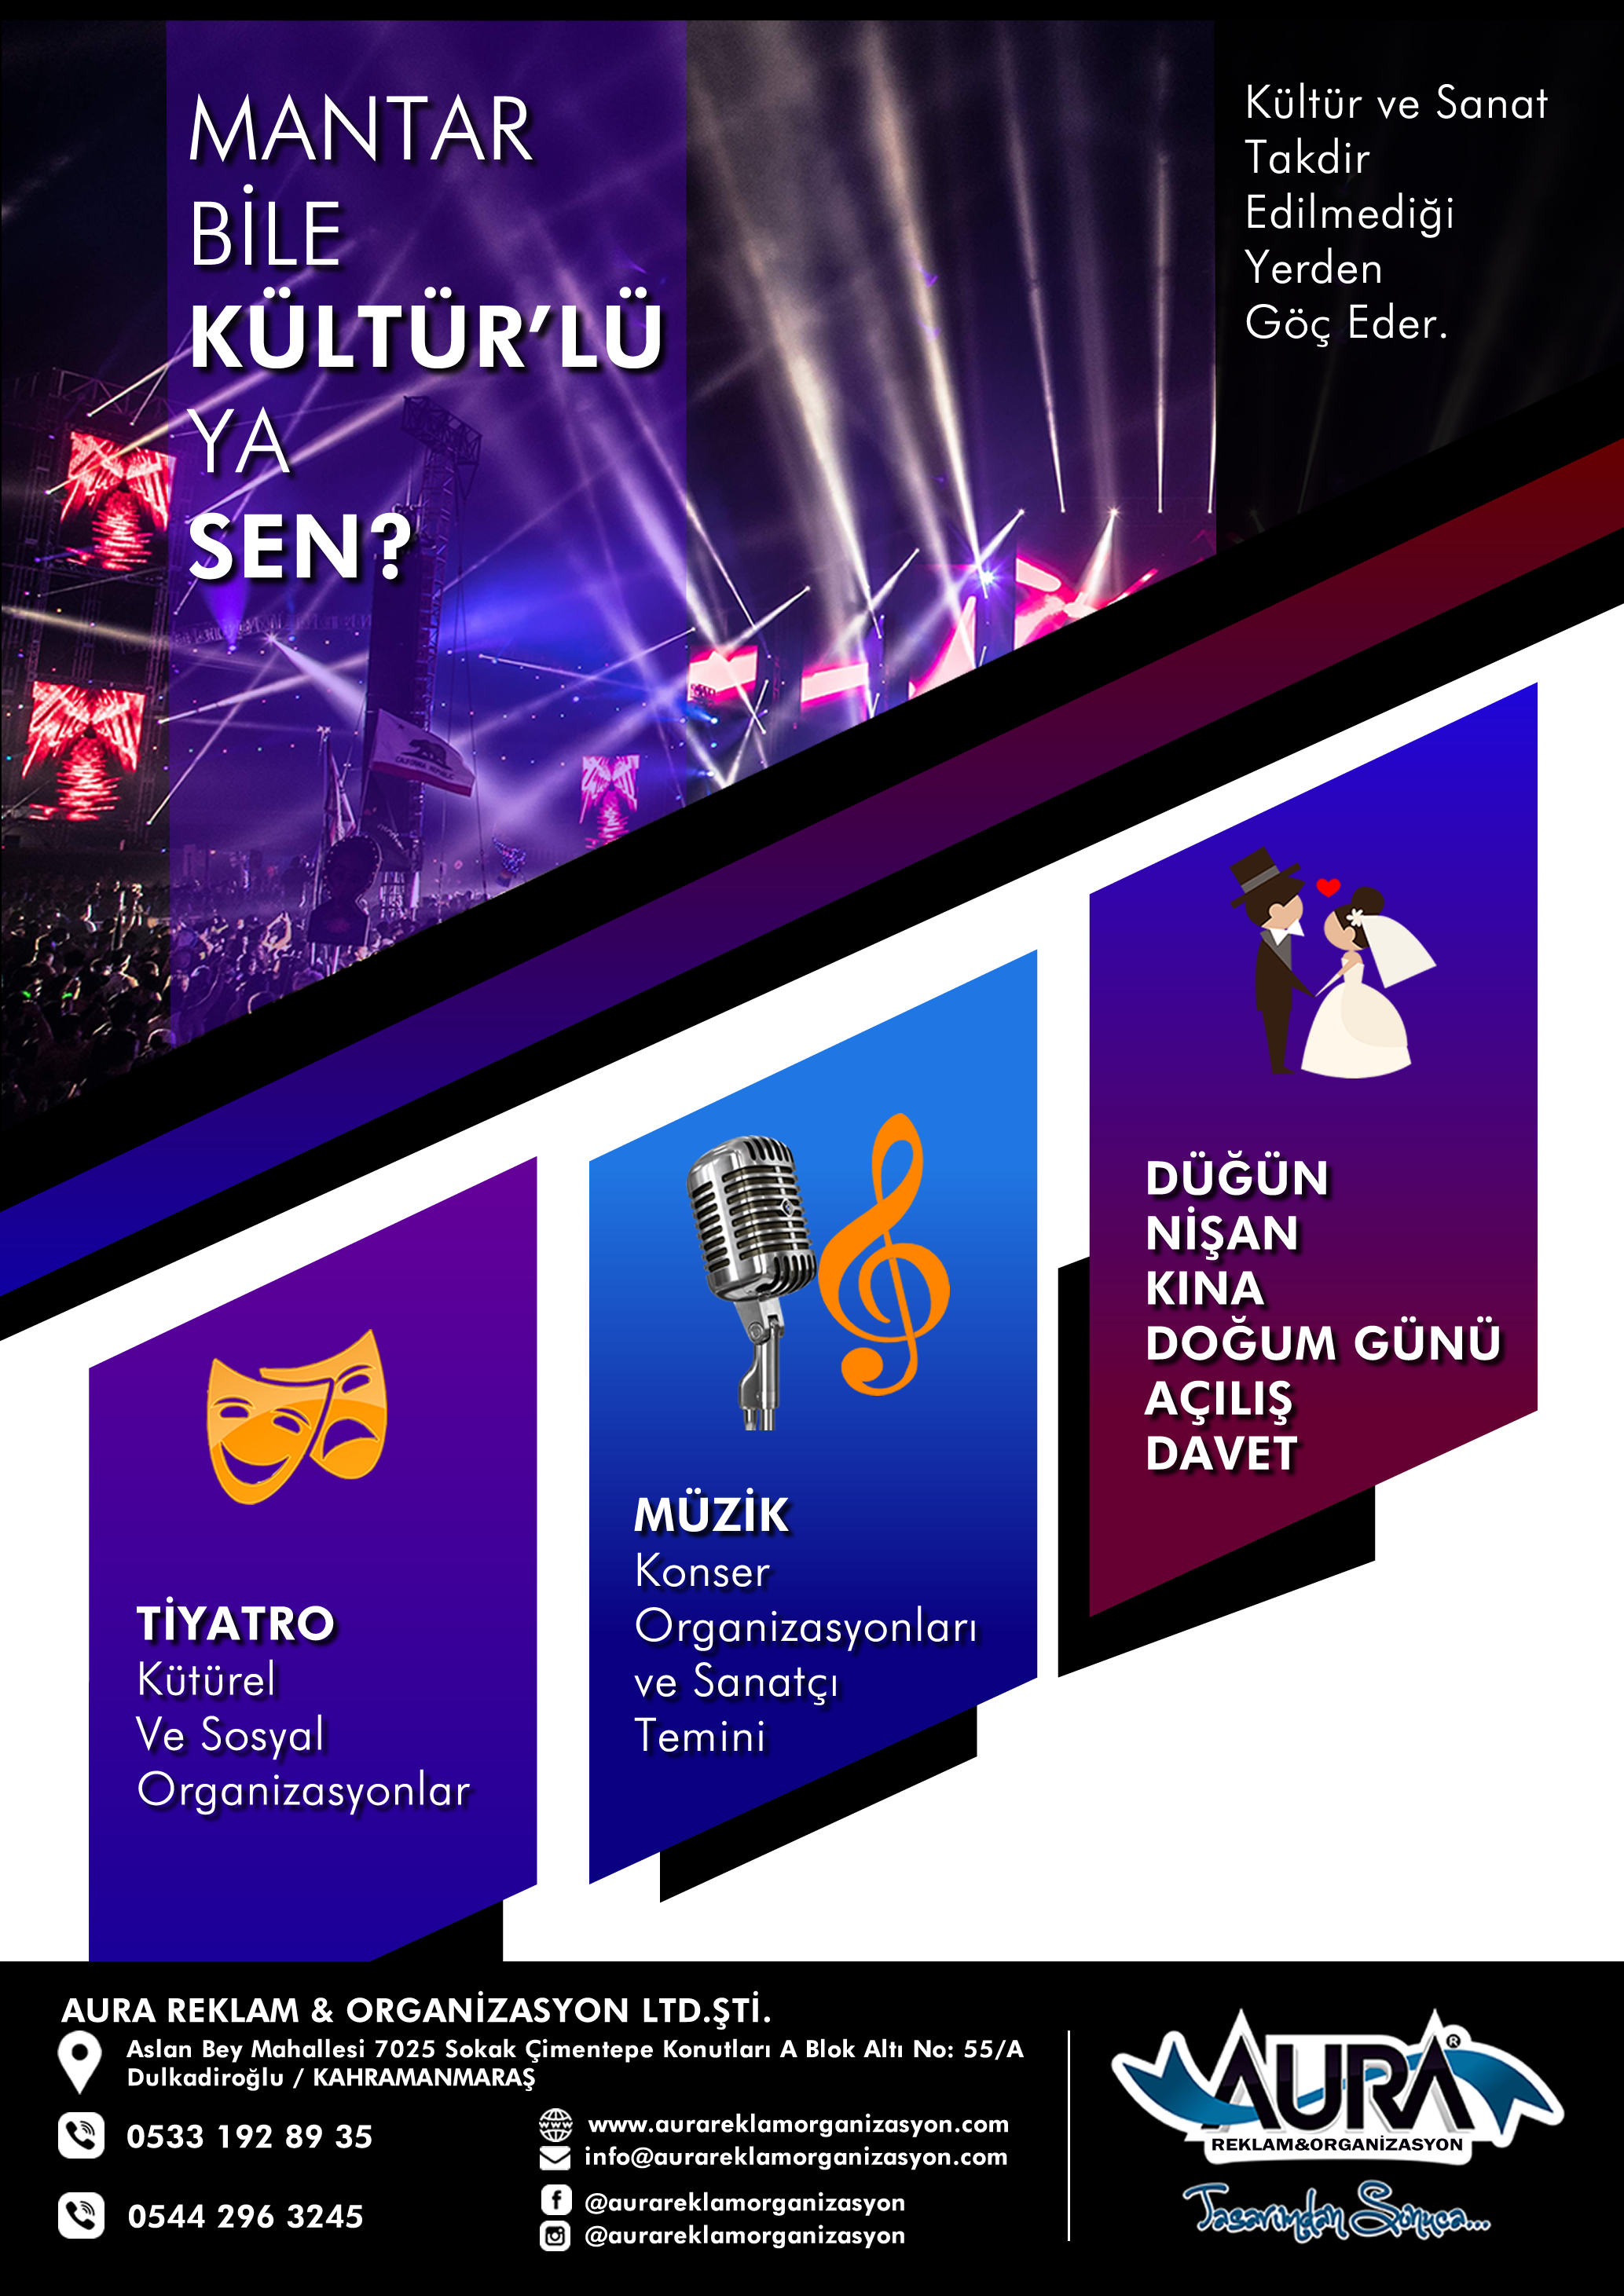 MANTAR
BİLE
KÜLTÜR’LÜ
YA
SEN?
Kültür ve Sanat
Takdir
Edilmediği
Yerden
Göç Eder.
DÜĞÜN
NİŞAN
KINA
DOĞUM GÜNÜ
AÇILIŞ
DAVET
MÜZİK
Konser
Organizasyonları
ve Sanatçı
Temini
TİYATRO
Kütürel
Ve Sosyal
Organizasyonlar
CALIFORNIA REPUBLIC
AURA REKLAM & ORGANİZASYON LTD.ŞTİ.
Aslan Bey Mahallesi 7025 Sokak Çimentepe Konutları A Blok Altı No: 55/A
Dulkadiroğlu / KAHRAMANMARAŞ
0533 192 89 35
0544 296 3245
www.aurareklamorganizasyon.com
info@aurareklamorganizasyon.com
@aurareklamorganizasyon
@aurareklamorganizasyon
AURA®
REKLAM&ORGANİZASYON
Tasarımdan Sonuca...